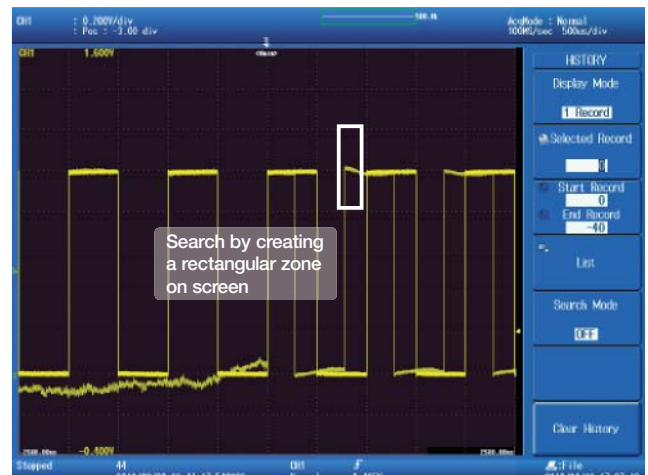 CH1 : 0.200V/div
: Pos : -3.00 div
500.0k
AcqMode : Normal
100MS/sec 500us/div
CH1 1.600V
Search by creating
a rectangular zone
on screen
-0.400V
HISTORY
Display Mode
1 Record
Selected Record
0
Start Record
0
End Record
-40
List
Search Mode
OFF
Clear History
Stopped 44
CH1
File